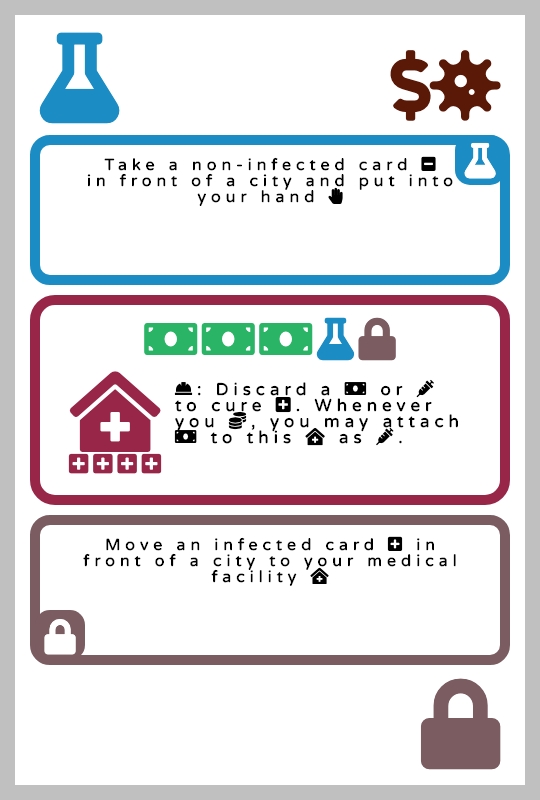 $
Take a non-infected card
in front of a city and put into
your hand
: Discard a or
to cure . Whenever
you , you may attach
to this as .
Move an infected card in
front of a city to your medical
facility